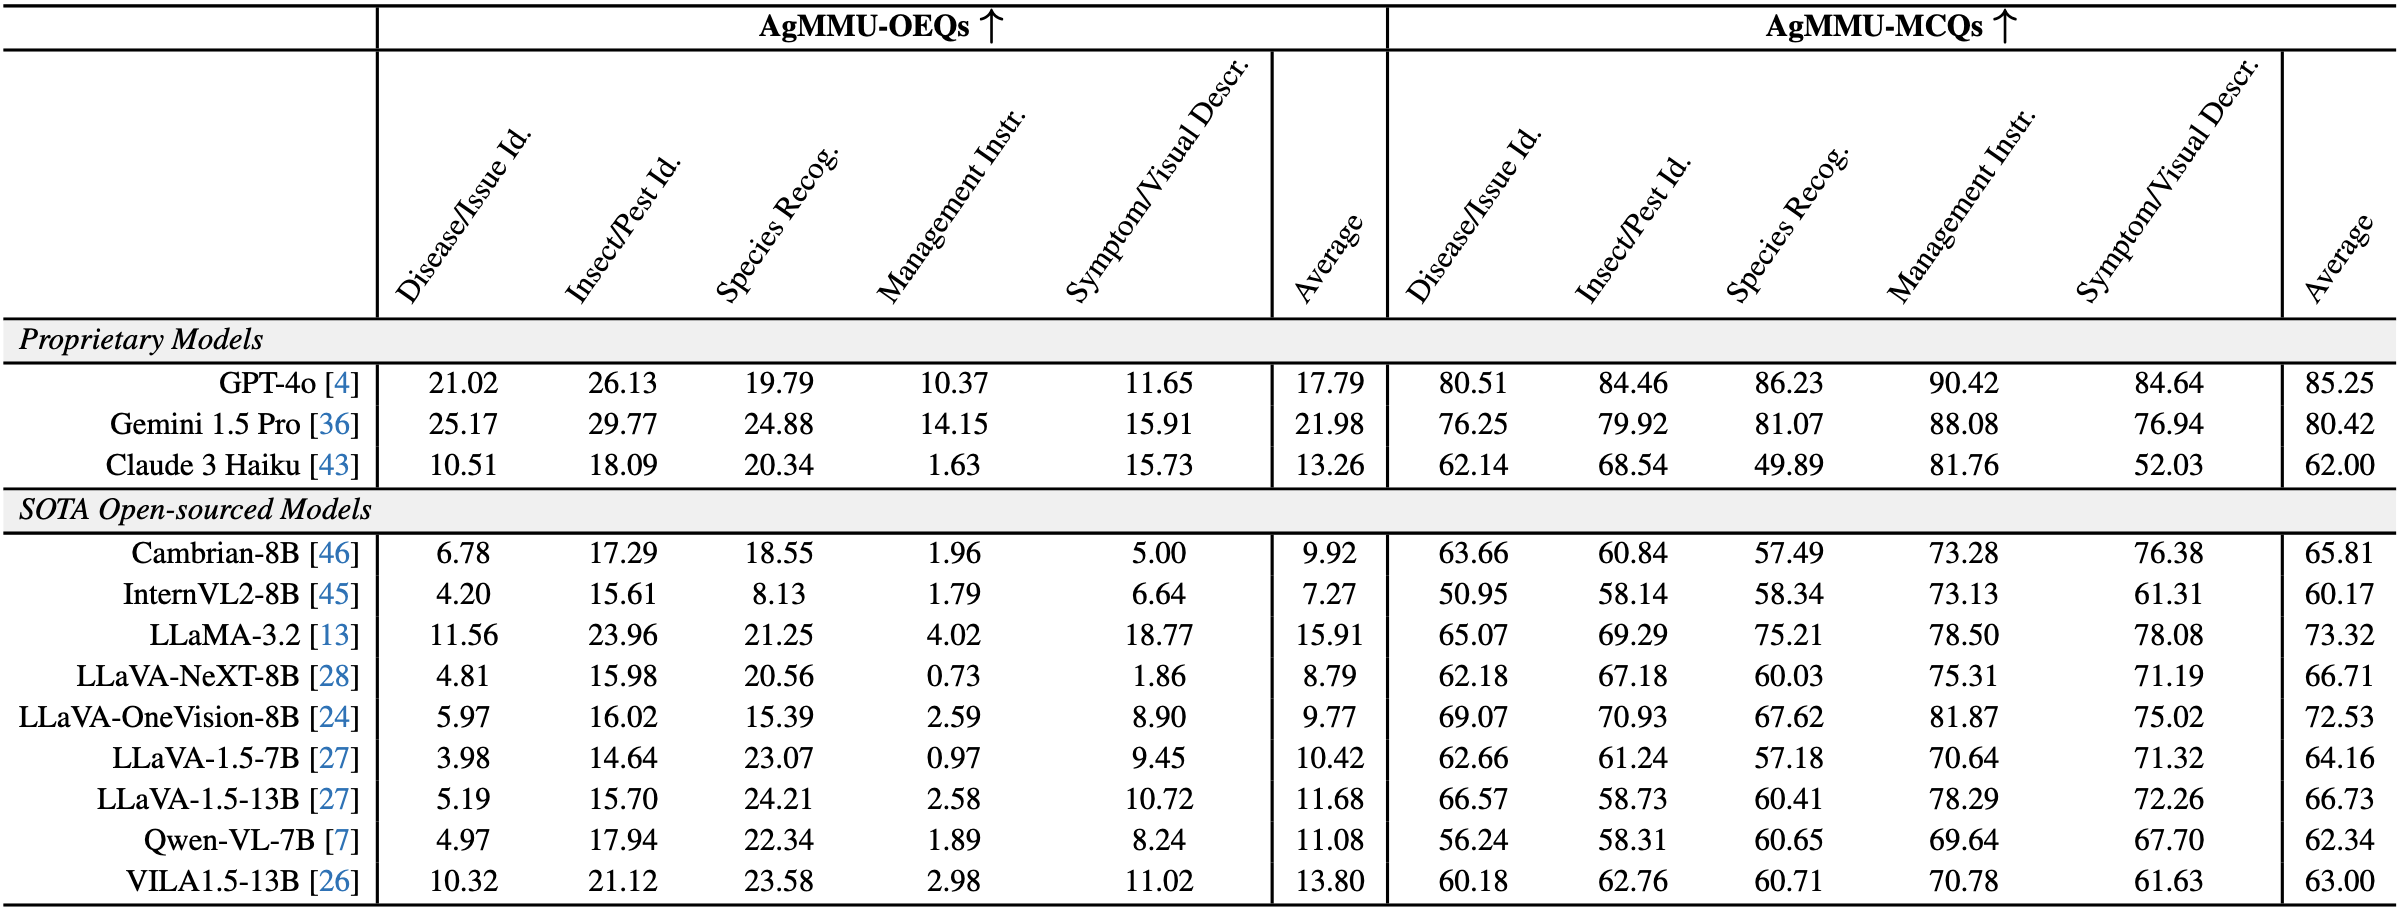 AgMMU-OEQs ↑ AgMMU-MCQs ↑
Disease/Issue Id. Insect/Pest Id. Species Recog. Management Instr. Symptom/Visual Descr. Average Disease/Issue Id. Insect/Pest Id. Species Recog. Management Instr. Symptom/Visual Descr. Average
Proprietary Models
GPT-4o [4] 21.02 26.13 19.79 10.37 11.65 17.79 80.51 84.46 86.23 90.42 84.64 85.25
Gemini 1.5 Pro [36] 25.17 29.77 24.88 14.15 15.91 21.98 76.25 79.92 81.07 88.08 76.94 80.42
Claude 3 Haiku [43] 10.51 18.09 20.34 1.63 15.73 13.26 62.14 68.54 49.89 81.76 52.03 62.00
SOTA Open-sourced Models
Cambrian-8B [46] 6.78 17.29 18.55 1.96 5.00 9.92 63.66 60.84 57.49 73.28 76.38 65.81
InternVL2-8B [45] 4.20 15.61 8.13 1.79 6.64 7.27 50.95 58.14 58.34 73.13 61.31 60.17
LLaMA-3.2 [13] 11.56 23.96 21.25 4.02 18.77 15.91 65.07 69.29 75.21 78.50 78.08 73.32
LLaVA-NeXT-8B [28] 4.81 15.98 20.56 0.73 1.86 8.79 62.18 67.18 60.03 75.31 71.19 66.71
LLaVA-OneVision-8B [24] 5.97 16.02 15.39 2.59 8.90 9.77 69.07 70.93 67.62 81.87 75.02 72.53
LLaVA-1.5-7B [27] 3.98 14.64 23.07 0.97 9.45 10.42 62.66 61.24 57.18 70.64 71.32 64.16
LLaVA-1.5-13B [27] 5.19 15.70 24.21 2.58 10.72 11.68 66.57 58.73 60.41 78.29 72.26 66.73
Qwen-VL-7B [7] 4.97 17.94 22.34 1.89 8.24 11.08 56.24 58.31 60.65 69.64 67.70 62.34
VILA1.5-13B [26] 10.32 21.12 23.58 2.98 11.02 13.80 60.18 62.76 60.71 70.78 61.63 63.00